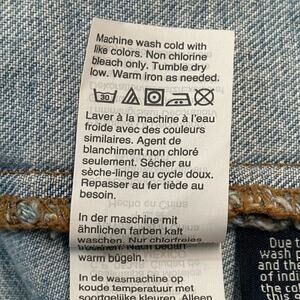 Machine wash cold with
like colors. Non chlorine
bleach only. Tumble dry
low. Warm iron as needed.
30
Laver à la machine à l'eau
froide avec des couleurs
similaires. Agent de
blanchiment non chloré
seulement. Sécher au
sèche-linge au cycle doux.
Repasser au fer tiède au
besoin.
In der maschine mit
ähnlichen farben kalt
waschen. Nur chlorfreies
warm bügeln.
In de wasmachine op
koude temperatuur met
soortgelijke kleuren. Alleen
Due t
wash p
and the
of indi
the co
this